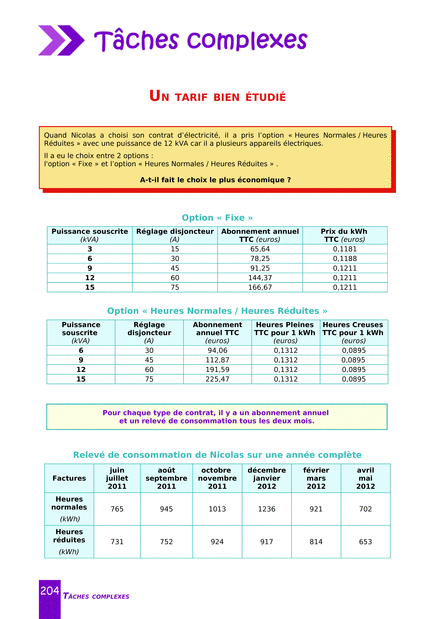 Tâches complexes
Un tarif bien étudié
Quand Nicolas a choisi son contrat d'électricité, il a pris l'option « Heures Normales / Heures
Réduites » avec une puissance de 12 kVA car il a plusieurs appareils électriques.
Il a eu le choix entre 2 options :
l'option « Fixe » et l'option « Heures Normales / Heures Réduites » .
A-t-il fait le choix le plus économique ?
Option « Fixe »
Puissance souscrite (kVA) Réglage disjoncteur (A) Abonnement annuel TTC (euros) Prix du kWh TTC (euros)
3 15 65,64 0,1181
6 30 78,25 0,1188
9 45 91,25 0,1211
12 60 144,37 0,1211
15 75 166,67 0,1211
Option « Heures Normales / Heures Réduites »
Puissance souscrite (kVA) Réglage disjoncteur (A) Abonnement annuel TTC (euros) Heures Pleines TTC pour 1 kWh (euros) Heures Creuses TTC pour 1 kWh (euros)
6 30 94,06 0,1312 0,0895
9 45 112,87 0,1312 0,0895
12 60 191,59 0,1312 0,0895
15 75 225,47 0,1312 0,0895
Pour chaque type de contrat, il y a un abonnement annuel
et un relevé de consommation tous les deux mois.
Relevé de consommation de Nicolas sur une année complète
Factures juin juillet 2011 août septembre 2011 octobre novembre 2011 décembre janvier 2012 février mars 2012 avril mai 2012
Heures normales (kWh) 765 945 1013 1236 921 702
Heures réduites (kWh) 731 752 924 917 814 653
204 Tâches complexes